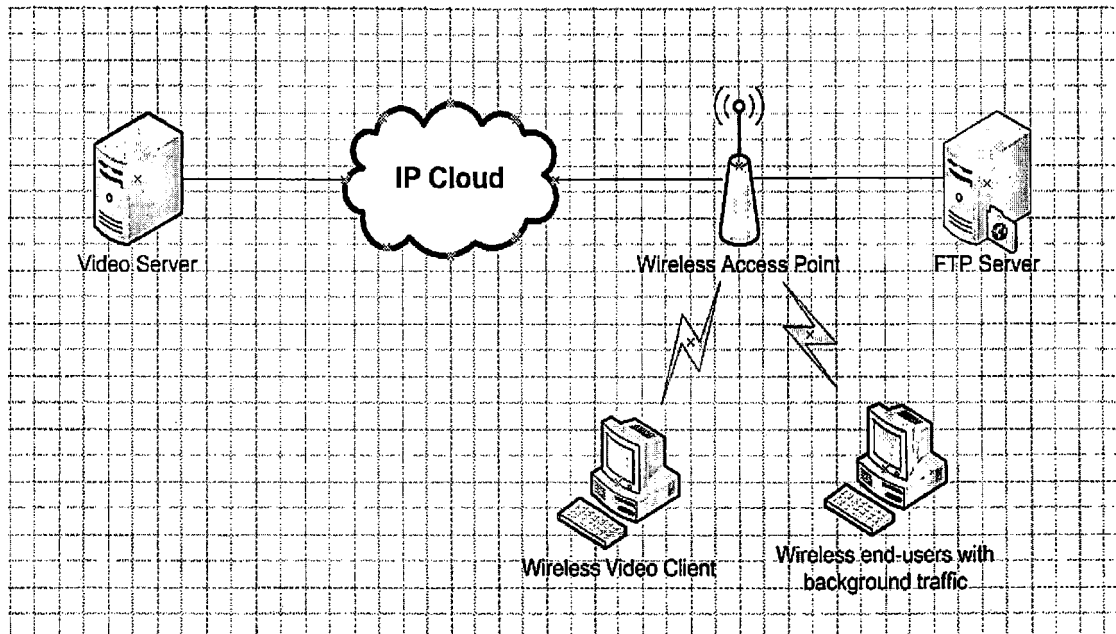 IP Cloud
Video Server
Wireless Access Point
FTP Server
Wireless Video Client
Wireless end-users with
background traffic